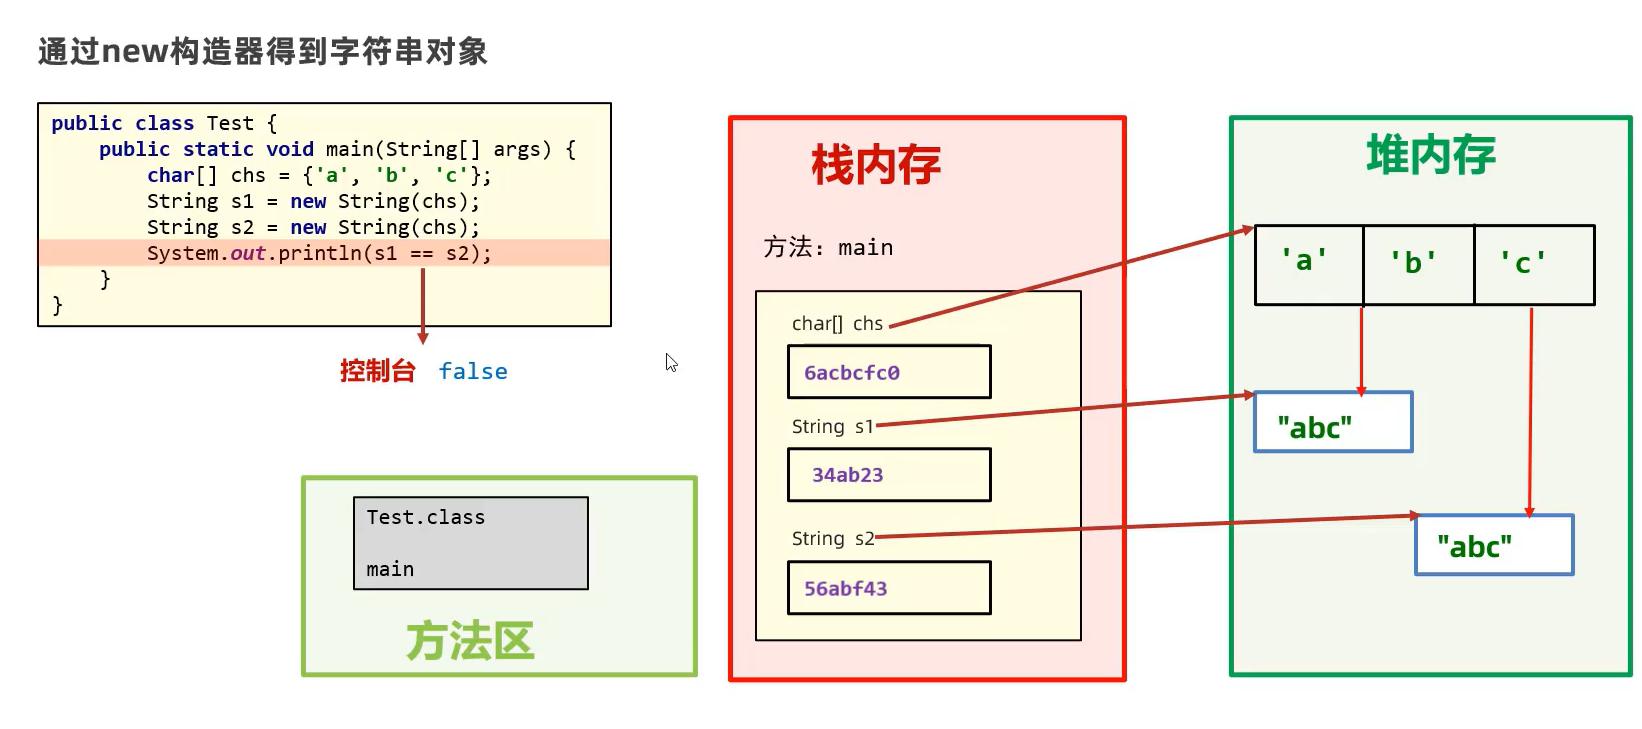 通过new构造器得到字符串对象
public class Test {
    public static void main(String[] args) {
        char[] chs = {'a', 'b', 'c'};
        String s1 = new String(chs);
        String s2 = new String(chs);
        System.out.println(s1 == s2);
    }
}
控制台 false
Test.class
main
方法区
栈内存
方法：main
char[] chs
6acbcfc0
String s1
34ab23
String s2
56abf43
堆内存
'a' 'b' 'c'
"abc"
"abc"